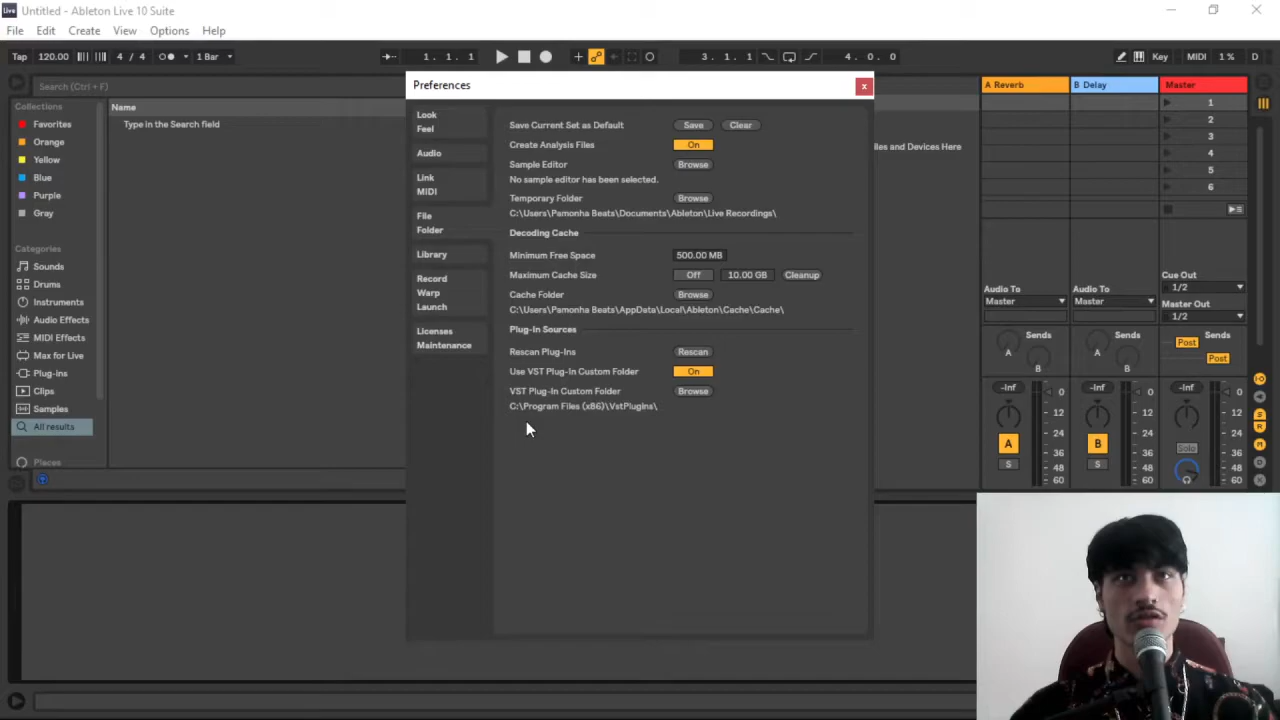 Live Untitled - Ableton Live 10 Suite
File Edit Create View Options Help
Tap 120.00 4 / 4 1 Bar 1. 1. 1 3. 1. 1 4. 0. 0 Key MIDI 1 % D
Search (Ctrl + F)
Collections
Favorites
Orange
Yellow
Blue
Purple
Gray
Categories
Sounds
Drums
Instruments
Audio Effects
MIDI Effects
Max for Live
Plug-ins
Clips
Samples
All results
Places
Name
Type in the Search field
Preferences x
Look
Feel
Audio
Link
MIDI
File
Folder
Library
Record
Warp
Launch
Licenses
Maintenance
Save Current Set as Default Save Clear
Create Analysis Files On
Sample Editor Browse
No sample editor has been selected.
Temporary Folder Browse
C:\Users\Pamonha Beats\Documents\Ableton\Live Recordings\
Decoding Cache
Minimum Free Space 500.00 MB
Maximum Cache Size Off 10.00 GB Cleanup
Cache Folder Browse
C:\Users\Pamonha Beats\AppData\Local\Ableton\Cache\Cache\
Plug-In Sources
Rescan Plug-Ins Rescan
Use VST Plug-In Custom Folder On
VST Plug-In Custom Folder Browse
C:\Program Files (x86)\VstPlugins\
iles and Devices Here
A Reverb B Delay Master
1
2
3
4
5
6
Cue Out
1/2
Audio To Audio To Master Out
Master Master 1/2
Sends Sends Sends
A A Post
B B Post
-Inf -Inf -Inf
0 0 0
12 12 12
24 24 24
36 36 36
48 48 48
60 60 60
A B Solo
S S
I-O
S
R
M
D